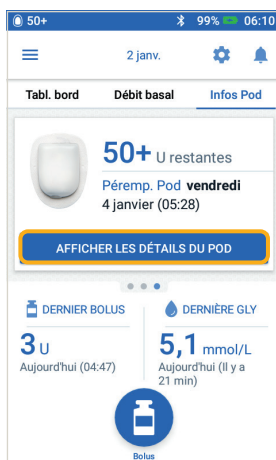 50+ 99% 06:10
2 janv.
Tabl. bord Débit basal Infos Pod
50+ U restantes
Péremp. Pod vendredi
4 janvier (05:28)
AFFICHER LES DÉTAILS DU POD
DERNIER BOLUS DERNIÈRE GLY
3 U 5,1 mmol/L
Aujourd'hui (04:47) Aujourd'hui (Il y a
21 min)
Bolus